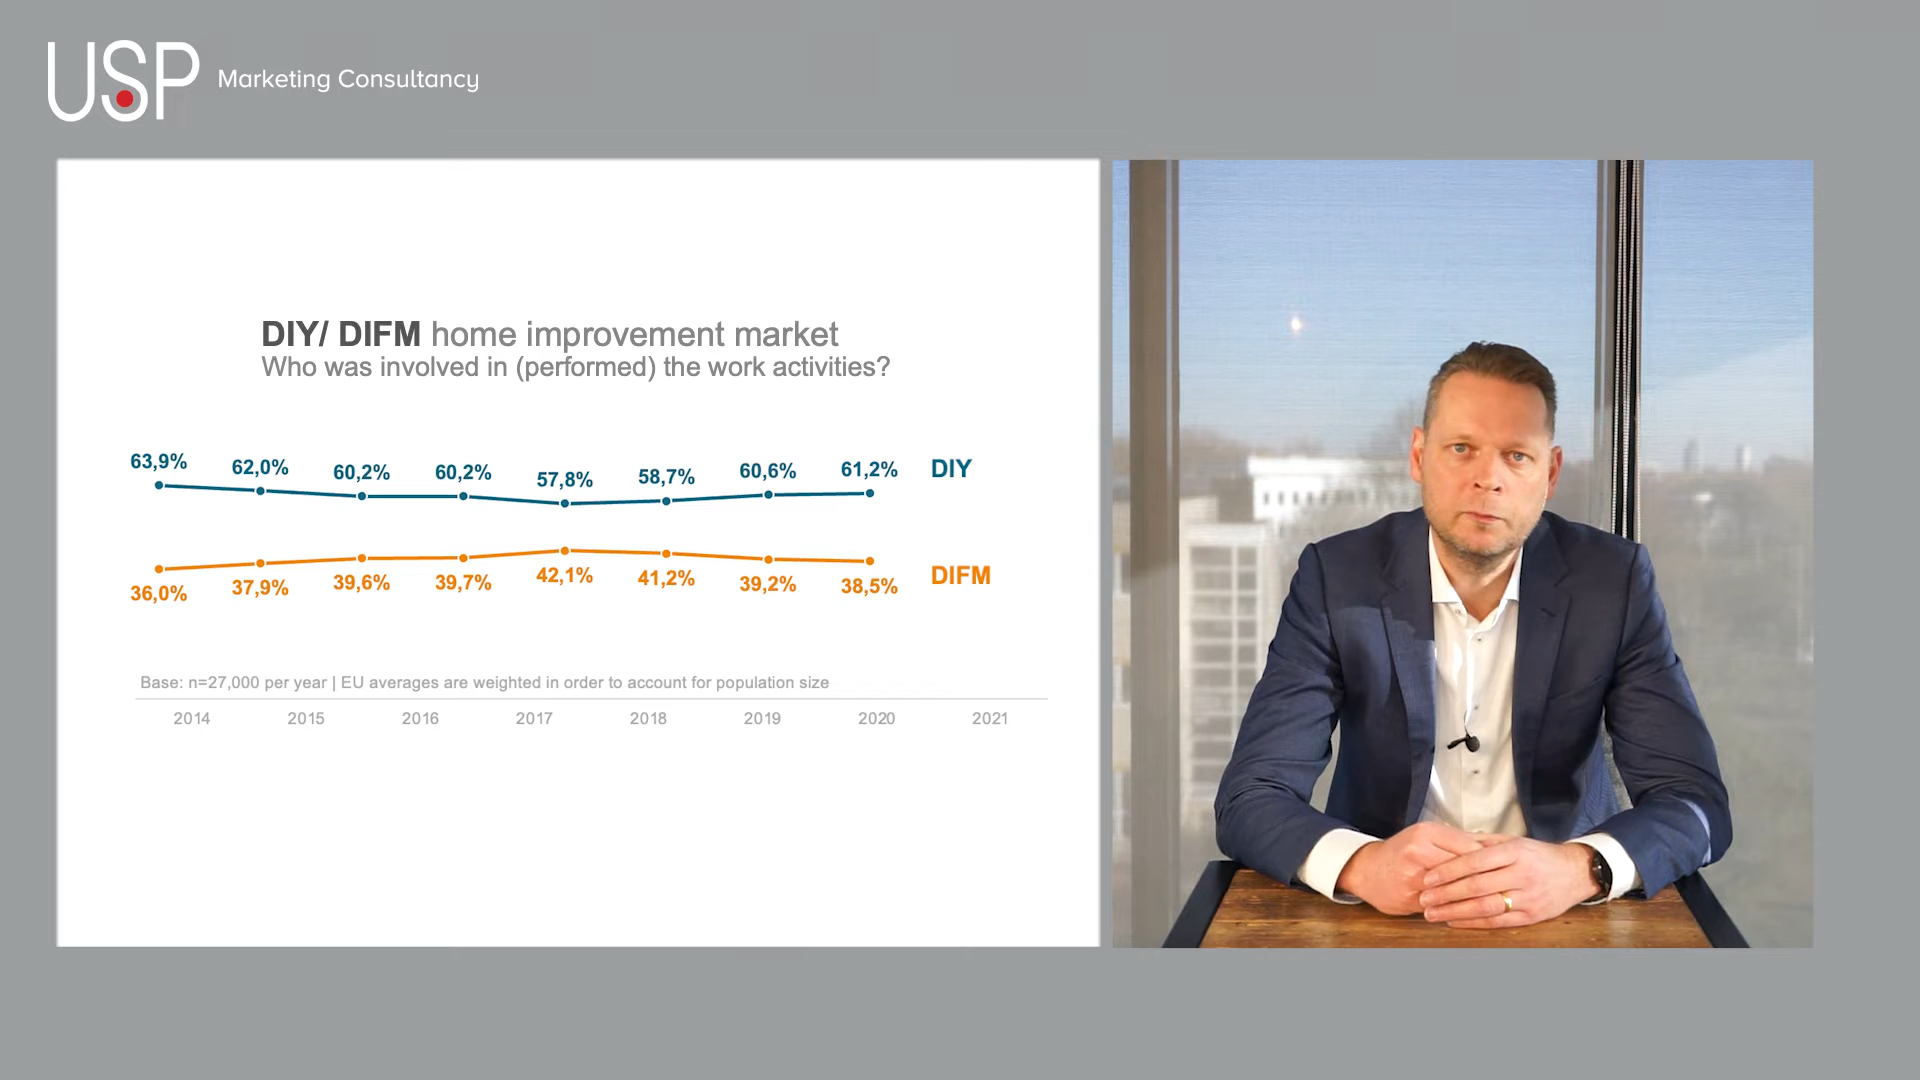 USP Marketing Consultancy
DIY/ DIFM home improvement market
Who was involved in (performed) the work activities?
63,9% 62,0% 60,2% 60,2% 57,8% 58,7% 60,6% 61,2% DIY
36,0% 37,9% 39,6% 39,7% 42,1% 41,2% 39,2% 38,5% DIFM
Base: n=27,000 per year | EU averages are weighted in order to account for population size
2014 2015 2016 2017 2018 2019 2020 2021